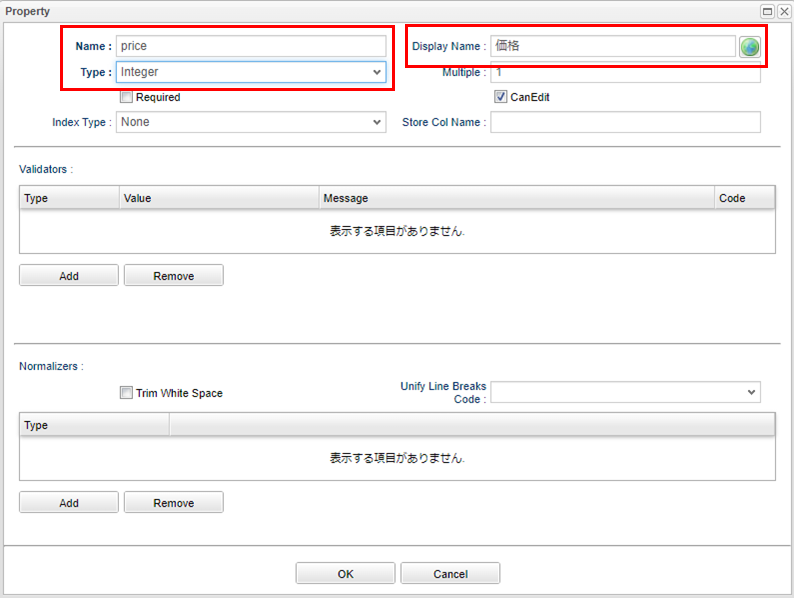 Property
Name : price
Display Name : 価格
Type : Integer
Multiple : 1
Required
CanEdit
Index Type : None
Store Col Name :
Validators :
Type Value Message Code
表示する項目がありません.
Add Remove
Normalizers :
Trim White Space
Unify Line Breaks
Code :
Type
表示する項目がありません.
Add Remove
OK Cancel